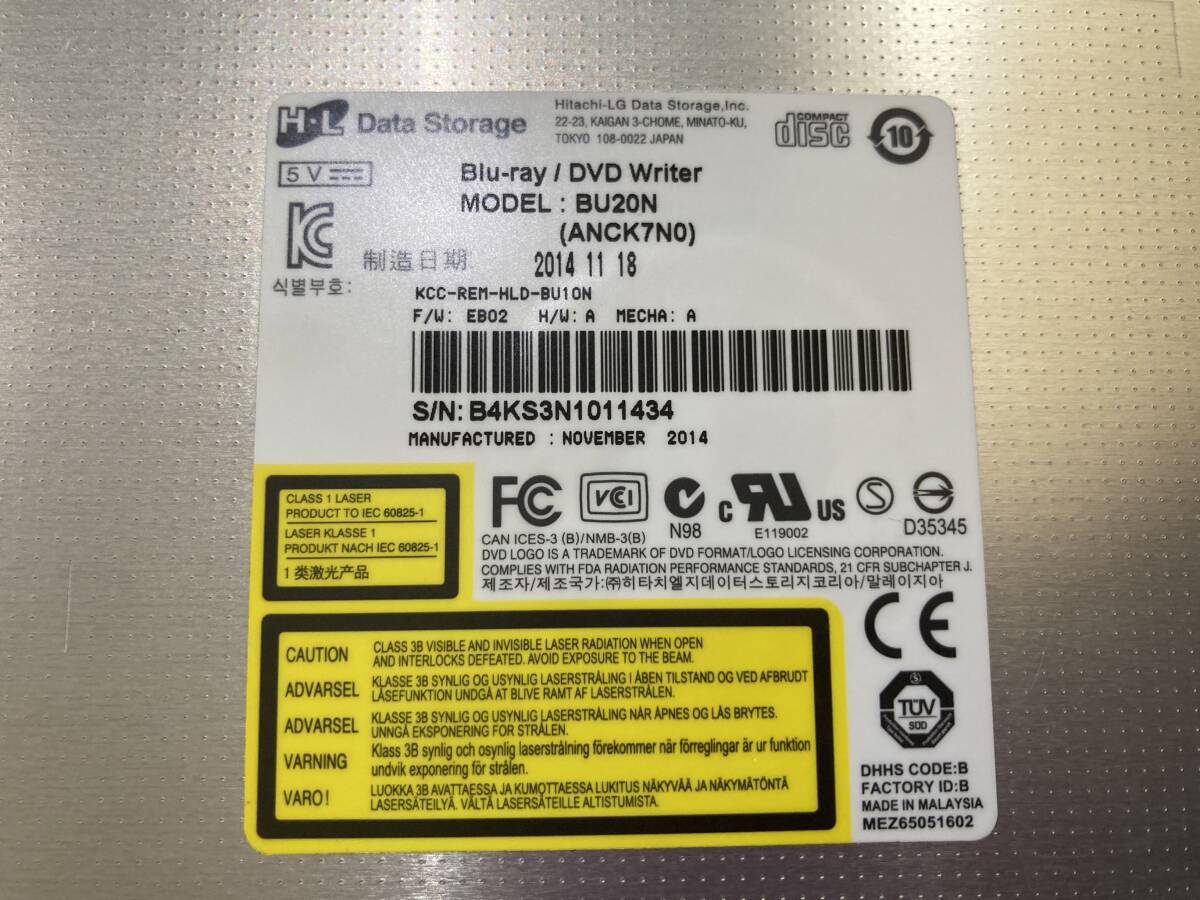 H·L Data Storage
Hitachi-LG Data Storage,Inc.
22-23, KAIGAN 3-CHOME, MINATO-KU,
TOKYO 108-0022 JAPAN
COMPACT
disc
10
5 V
Blu-ray / DVD Writer
MODEL : BU20N
(ANCK7N0)
制造日期
2014 11 18
식별부호:
KCC-REM-HLD-BU10N
F/W: EB02 H/W: A MECHA: A
S/N: B4KS3N1011434
MANUFACTURED : NOVEMBER 2014
CLASS 1 LASER
PRODUCT TO IEC 60825-1
LASER KLASSE 1
PRODUKT NACH IEC 60825-1
1类激光产品
FC
VCI
N98
c RU US
E119002
S
D35345
CAN ICES-3 (B)/NMB-3(B)
DVD LOGO IS A TRADEMARK OF DVD FORMAT/LOGO LICENSING CORPORATION.
COMPLIES WITH FDA RADIATION PERFORMANCE STANDARDS, 21 CFR SUBCHAPTER J.
제조자/제조국가:㈜히타치엘지데이터스토리지코리아/말레이지아
CAUTION
CLASS 3B VISIBLE AND INVISIBLE LASER RADIATION WHEN OPEN
AND INTERLOCKS DEFEATED. AVOID EXPOSURE TO THE BEAM.
ADVARSEL
KLASSE 3B SYNLIG OG USYNLIG LASERSTRÅLING I ÅBEN TILSTAND OG VED AFBRUDT
LÅSEFUNKTION UNDGÅ AT BLIVE RAMT AF LASERSTRÅLEN.
ADVARSEL
KLASSE 3B SYNLIG OG USYNLIG LASERSTRÅLING NÅR ÅPNES OG LÅS BRYTES.
UNNGÅ EKSPONERING FOR STRÅLEN.
VARNING
Klass 3B synlig och osynlig laserstrålning förekommer når förreglingar är ur funktion
undvik exponering för strålen.
VARO!
LUOKKA 3B AVATTAESSA JA KUMOTTAESSA LUKITUS NÄKYVÄÄ JA NÄKYMÄTÖNTÄ
LASERSÄTEILYÄ. VÄLTÄ LASERSÄTEILLE ALTISTUMISTA.
CE
TÜV
SÜD
DHHS CODE:B
FACTORY ID:B
MADE IN MALAYSIA
MEZ65051602